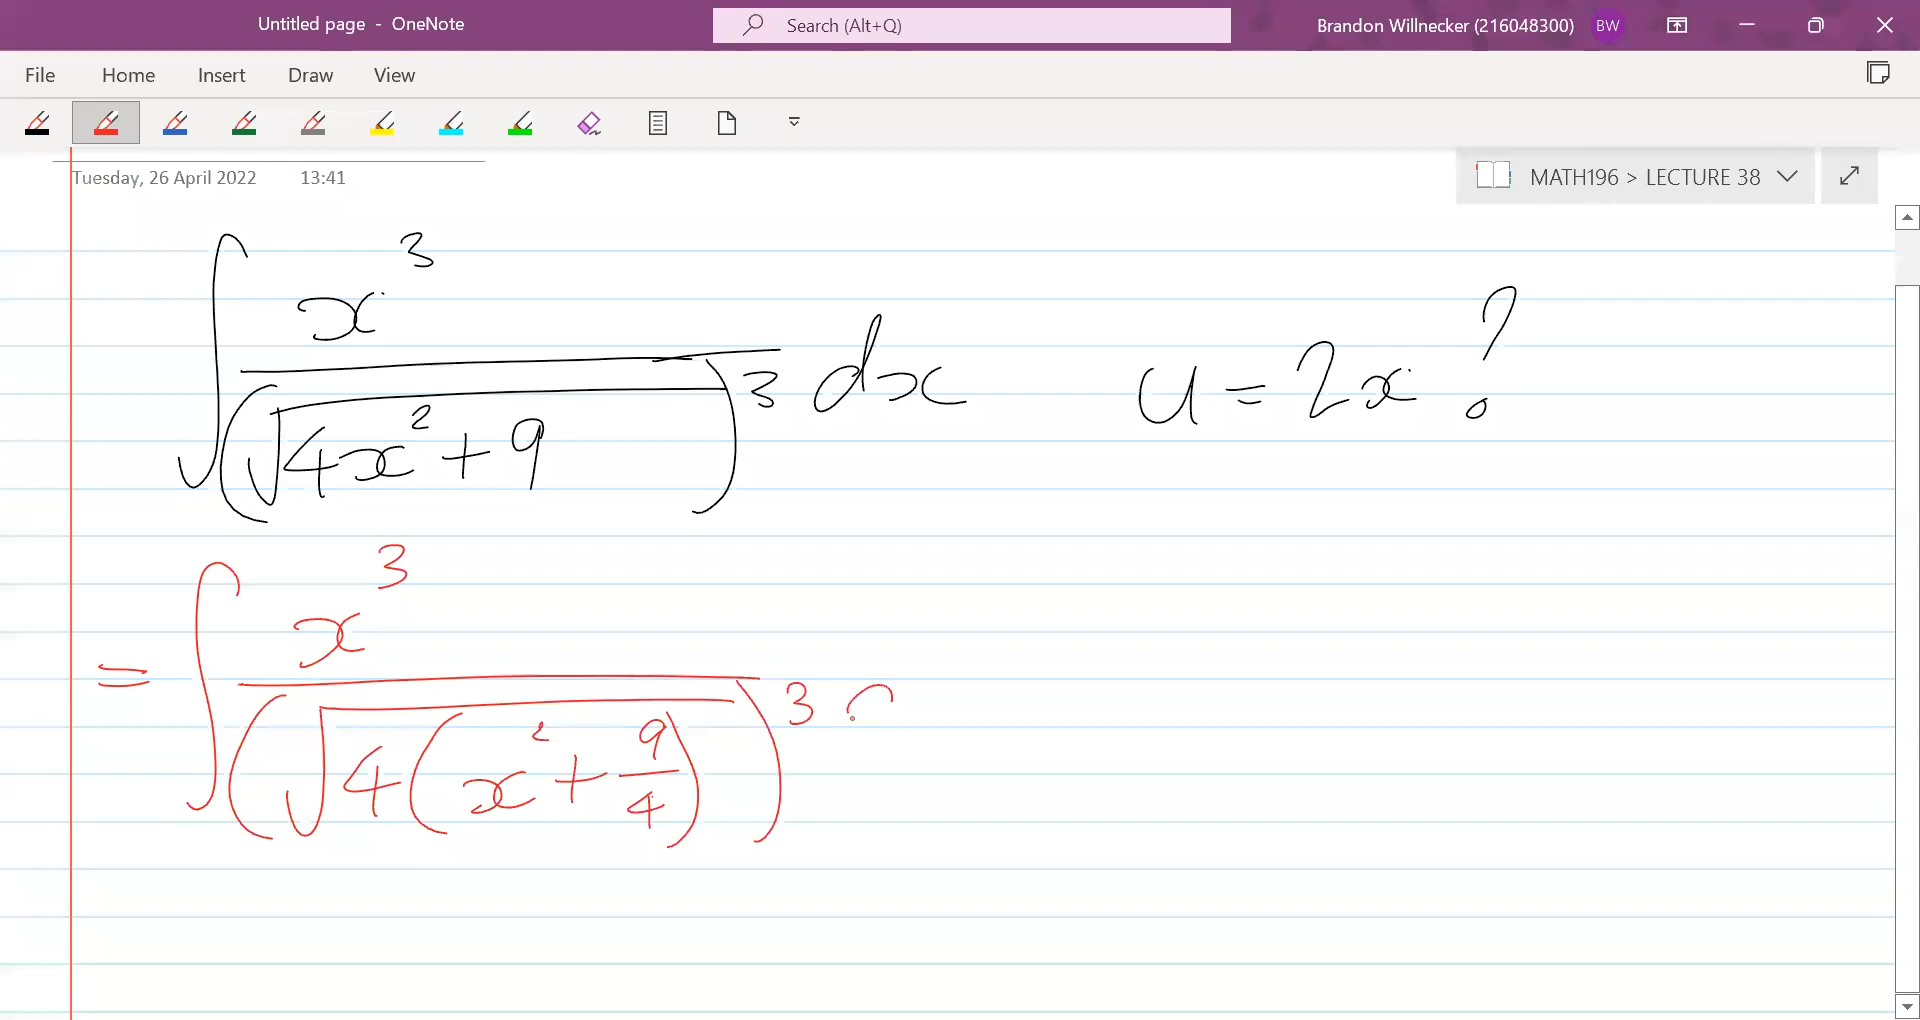 Untitled page - OneNote
Search (Alt+Q)
Brandon Willnecker (216048300) BW
File Home Insert Draw View
Tuesday, 26 April 2022 13:41
MATH196 > LECTURE 38
∫ x³ / (√(4x² + 9))³ dx u = 2x ?
= ∫ x³ / (√(4(x² + 9/4)))³